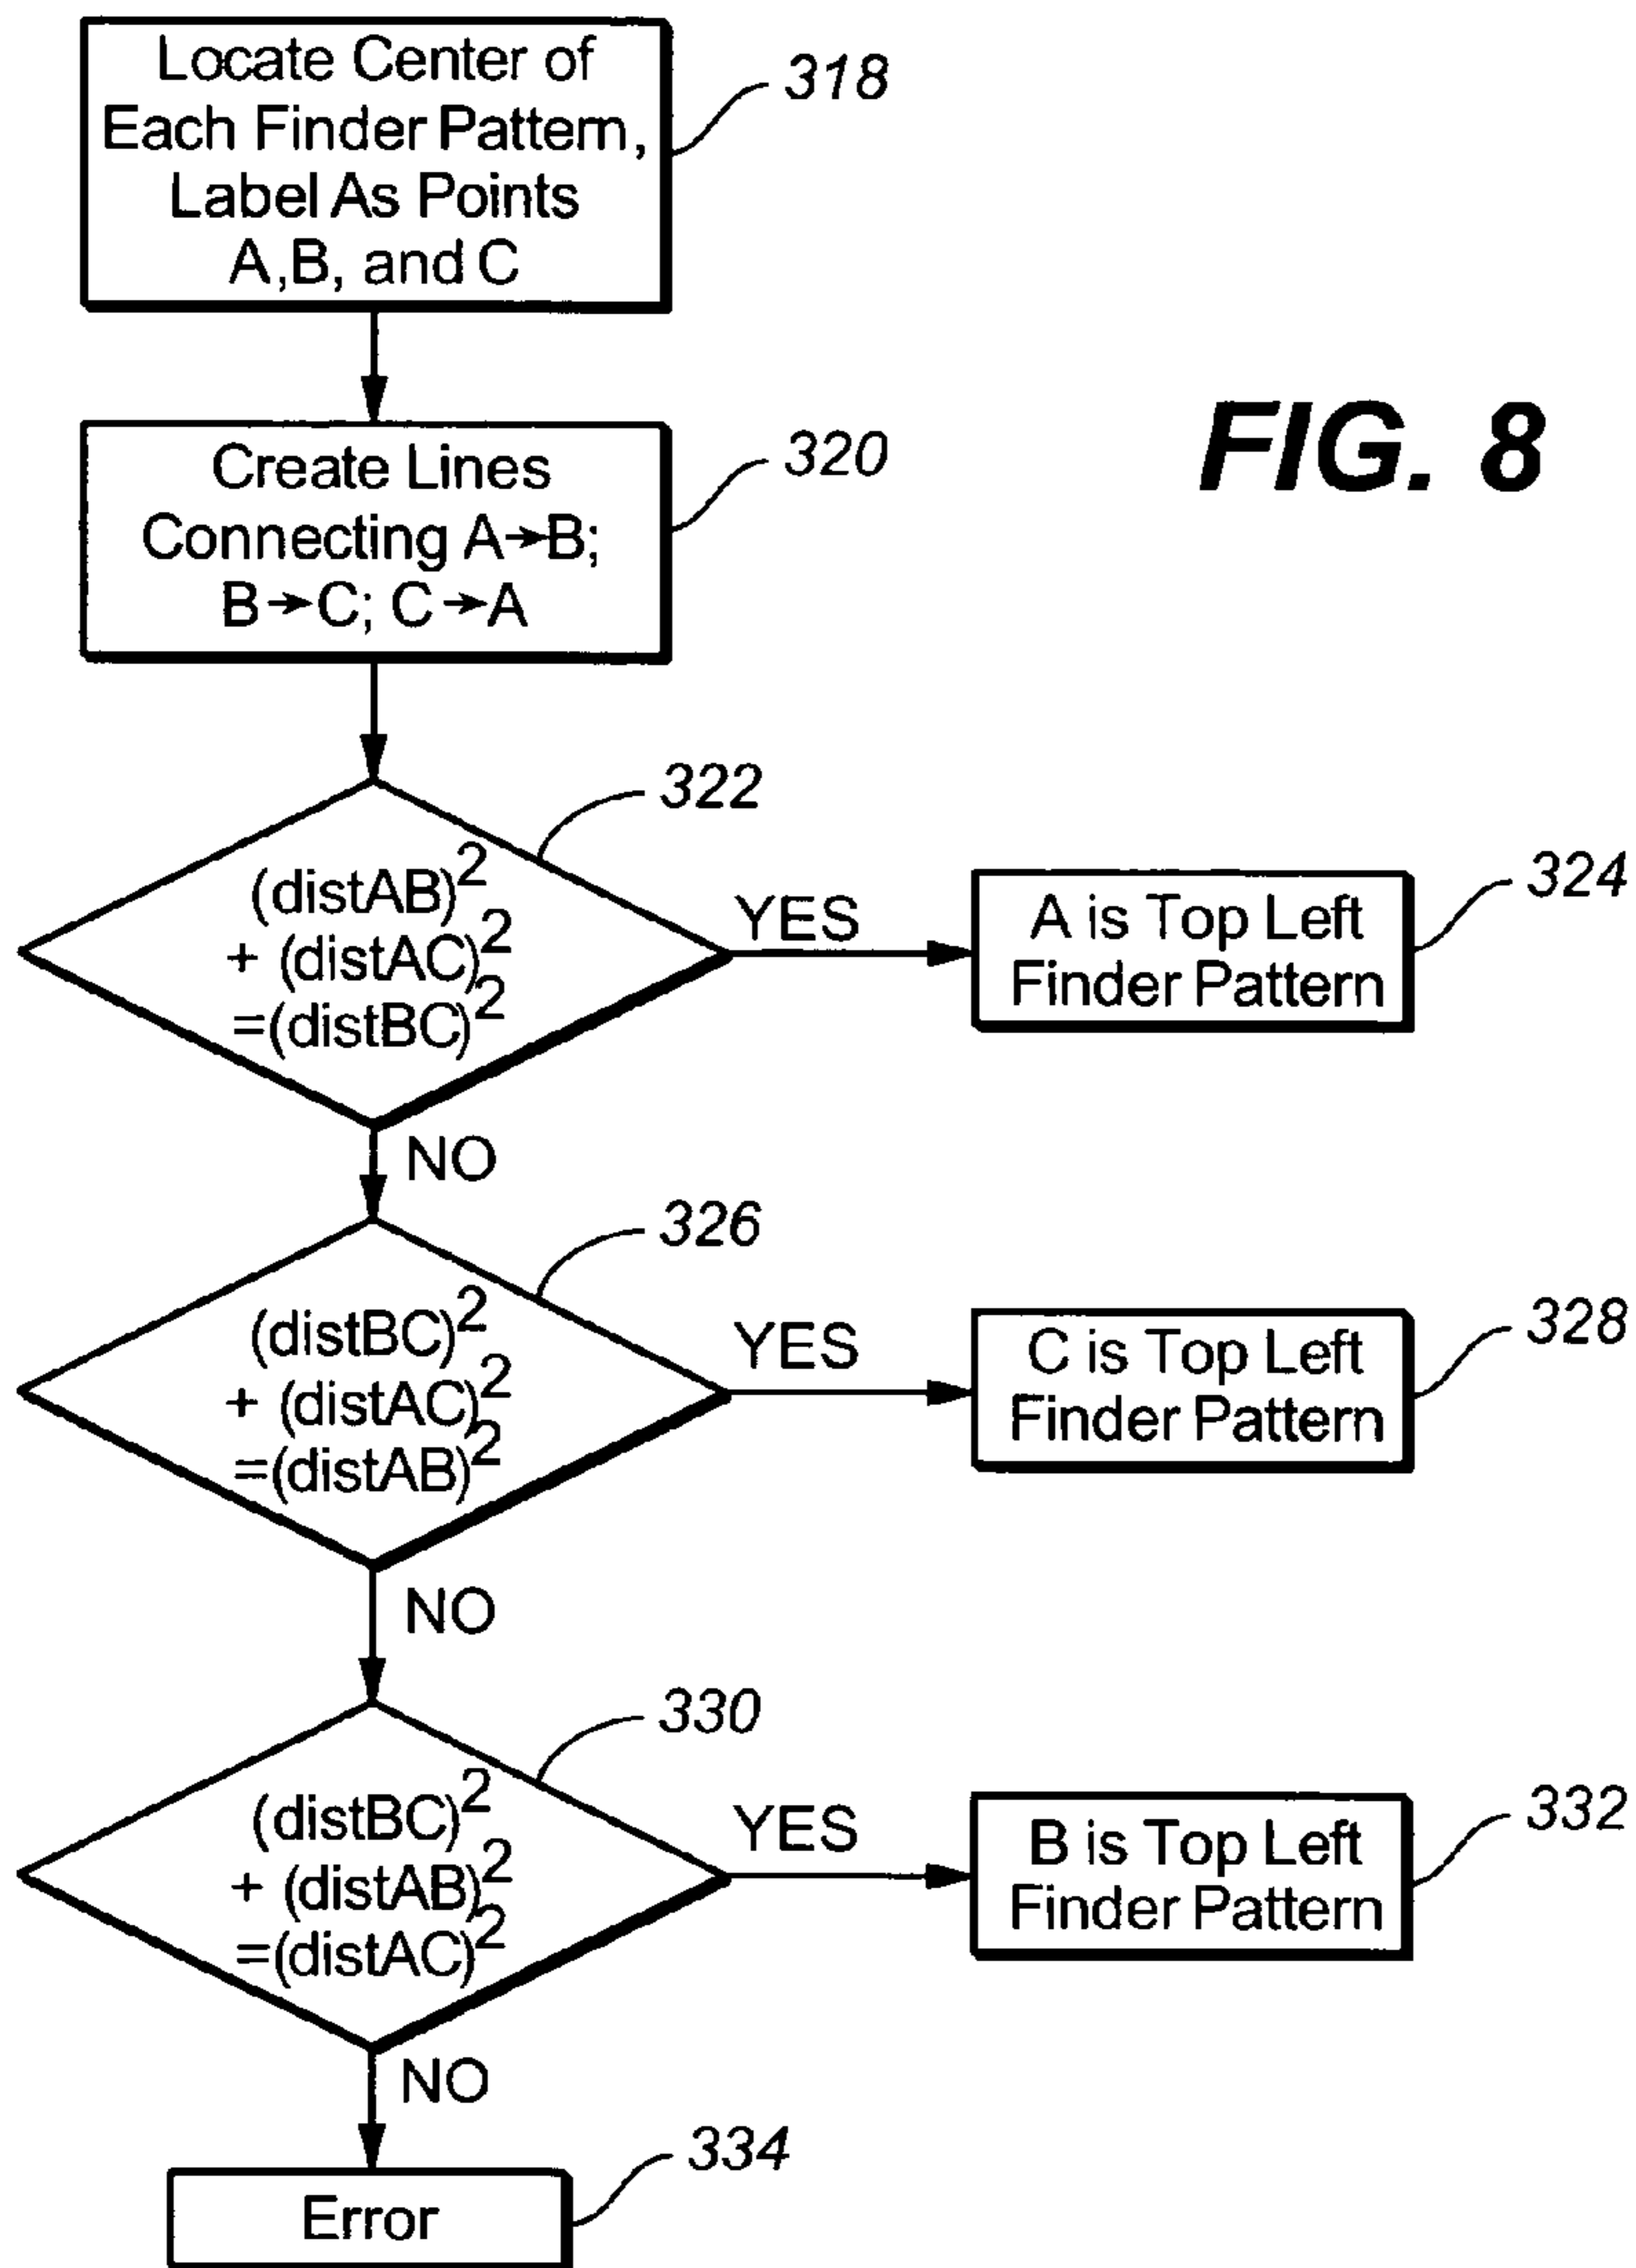 Locate Center of
Each Finder Pattern,
Label As Points
A,B, and C
318
Create Lines
Connecting A→B;
B→C; C→A
320
FIG. 8
(distAB)²
+ (distAC)²
=(distBC)²
322
YES
A is Top Left
Finder Pattern
324
NO
(distBC)²
+ (distAC)²
=(distAB)²
326
YES
C is Top Left
Finder Pattern
328
NO
(distBC)²
+ (distAB)²
=(distAC)²
330
YES
B is Top Left
Finder Pattern
332
NO
Error
334